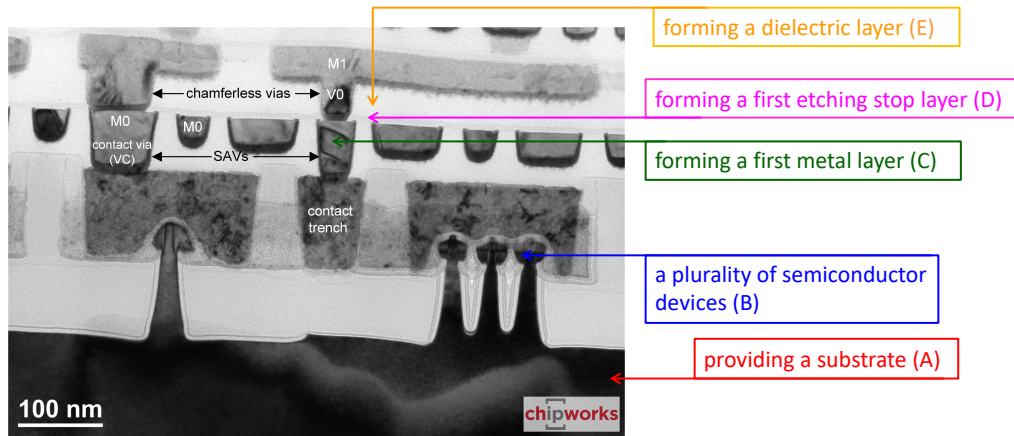 forming a dielectric layer (E)
M1
chamferless vias
V0
forming a first etching stop layer (D)
M0
M0
contact via
(VC)
SAVs
forming a first metal layer (C)
contact
trench
a plurality of semiconductor
devices (B)
providing a substrate (A)
100 nm
chipworks